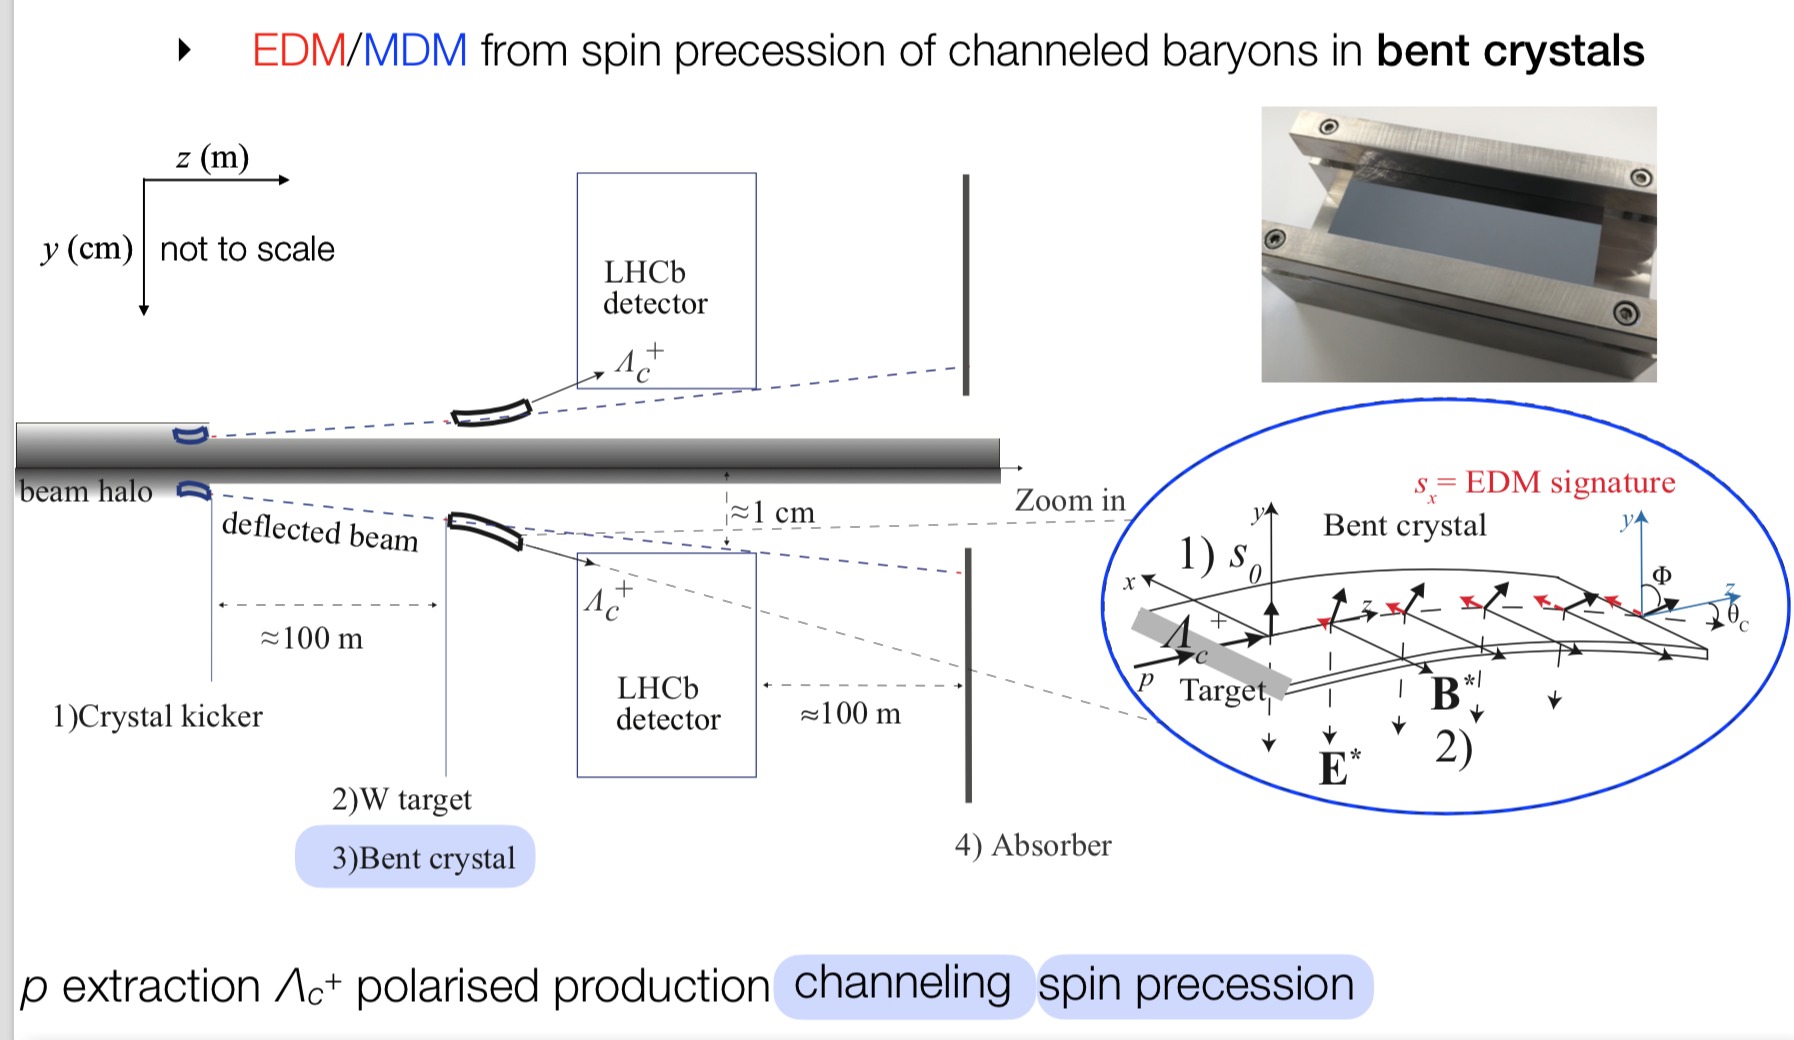 EDM/MDM from spin precession of channeled baryons in bent crystals
z (m)
y (cm)
not to scale
LHCb
detector
Λc+
beam halo
deflected beam
≈1 cm
Zoom in
≈100 m
Λc+
LHCb
detector
≈100 m
1)Crystal kicker
2)W target
3)Bent crystal
4) Absorber
sx= EDM signature
Bent crystal
y
y
1) s0
x
z
Φ
z
θc
Λc+
p
Target
B*
E*
2)
p extraction Λc+ polarised production channeling spin precession